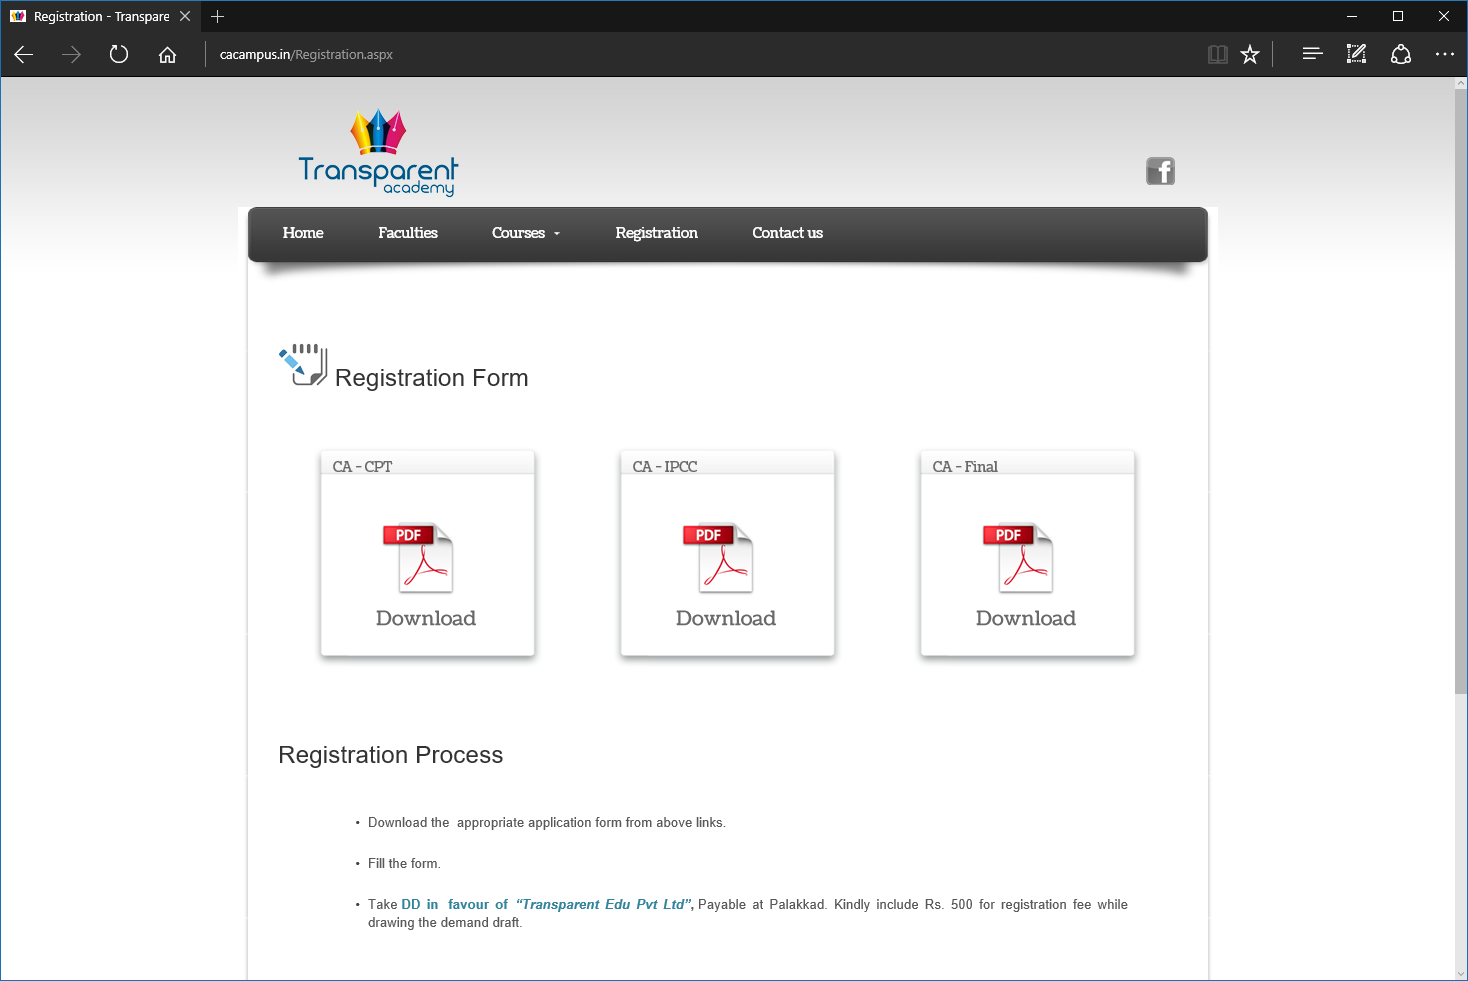 Registration - Transpare
cacampus.in/Registration.aspx
Transparent
academy
f
Home Faculties Courses Registration Contact us
Registration Form
CA - CPT CA - IPCC CA - Final
PDF PDF PDF
Download Download Download
Registration Process
• Download the appropriate application form from above links.
• Fill the form.
• Take DD in favour of “Transparent Edu Pvt Ltd”, Payable at Palakkad. Kindly include Rs. 500 for registration fee while
drawing the demand draft.